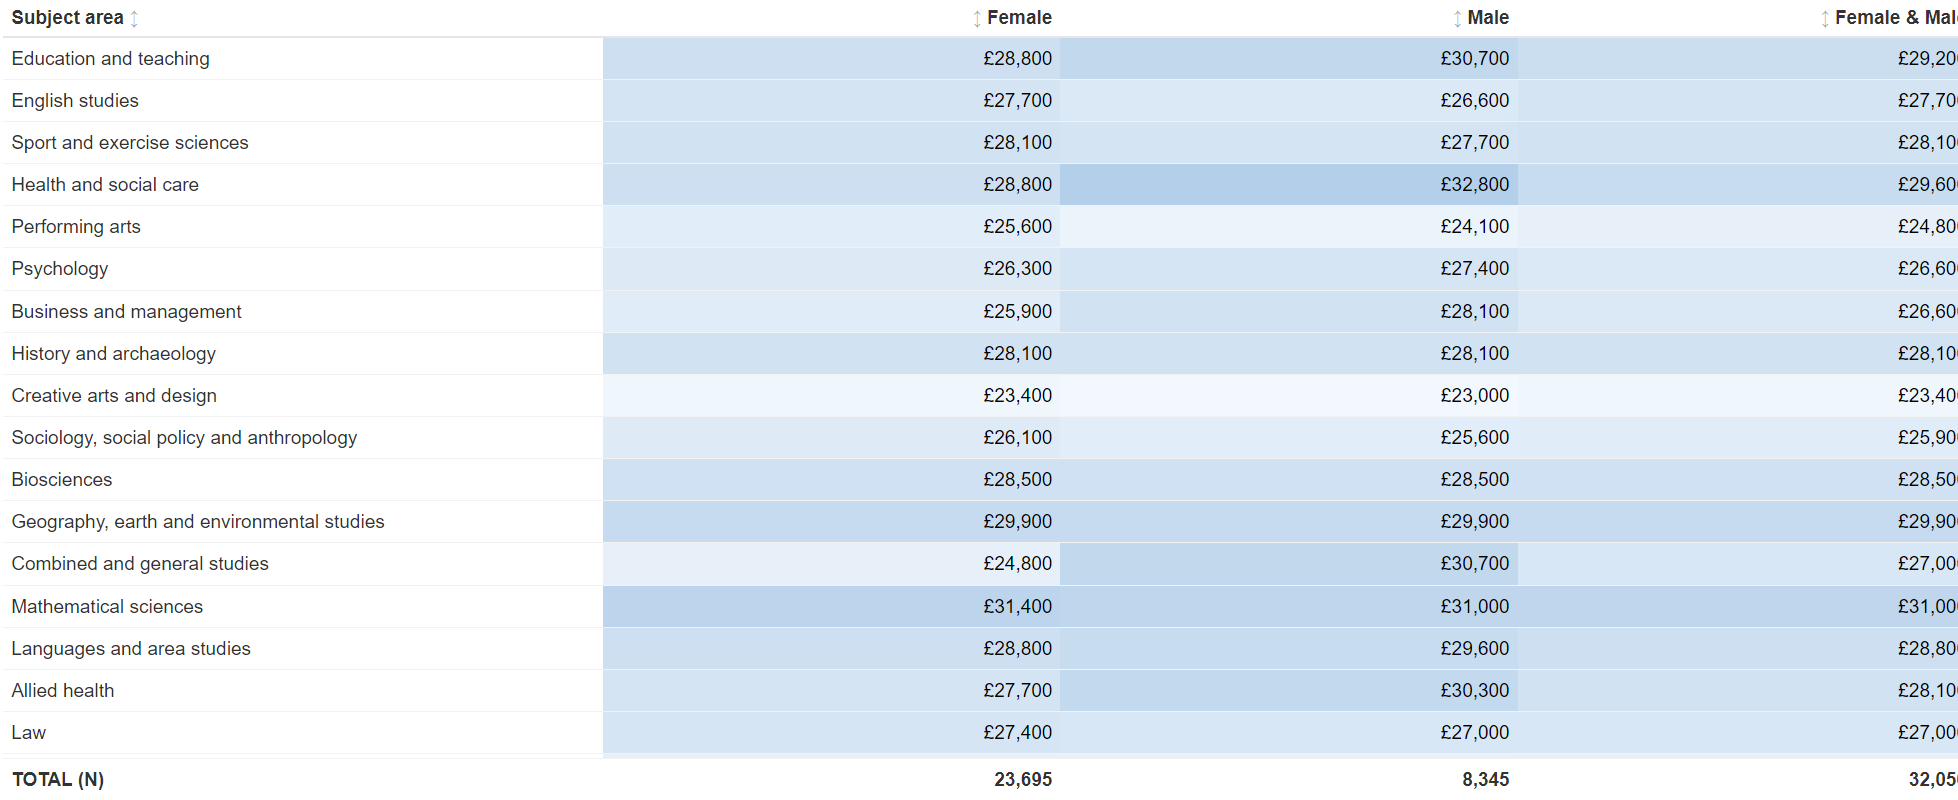 Subject area Female Male Female & Mal
Education and teaching £28,800 £30,700 £29,20
English studies £27,700 £26,600 £27,70
Sport and exercise sciences £28,100 £27,700 £28,10
Health and social care £28,800 £32,800 £29,60
Performing arts £25,600 £24,100 £24,80
Psychology £26,300 £27,400 £26,60
Business and management £25,900 £28,100 £26,60
History and archaeology £28,100 £28,100 £28,10
Creative arts and design £23,400 £23,000 £23,40
Sociology, social policy and anthropology £26,100 £25,600 £25,90
Biosciences £28,500 £28,500 £28,50
Geography, earth and environmental studies £29,900 £29,900 £29,90
Combined and general studies £24,800 £30,700 £27,00
Mathematical sciences £31,400 £31,000 £31,00
Languages and area studies £28,800 £29,600 £28,80
Allied health £27,700 £30,300 £28,10
Law £27,400 £27,000 £27,00
TOTAL (N) 23,695 8,345 32,05